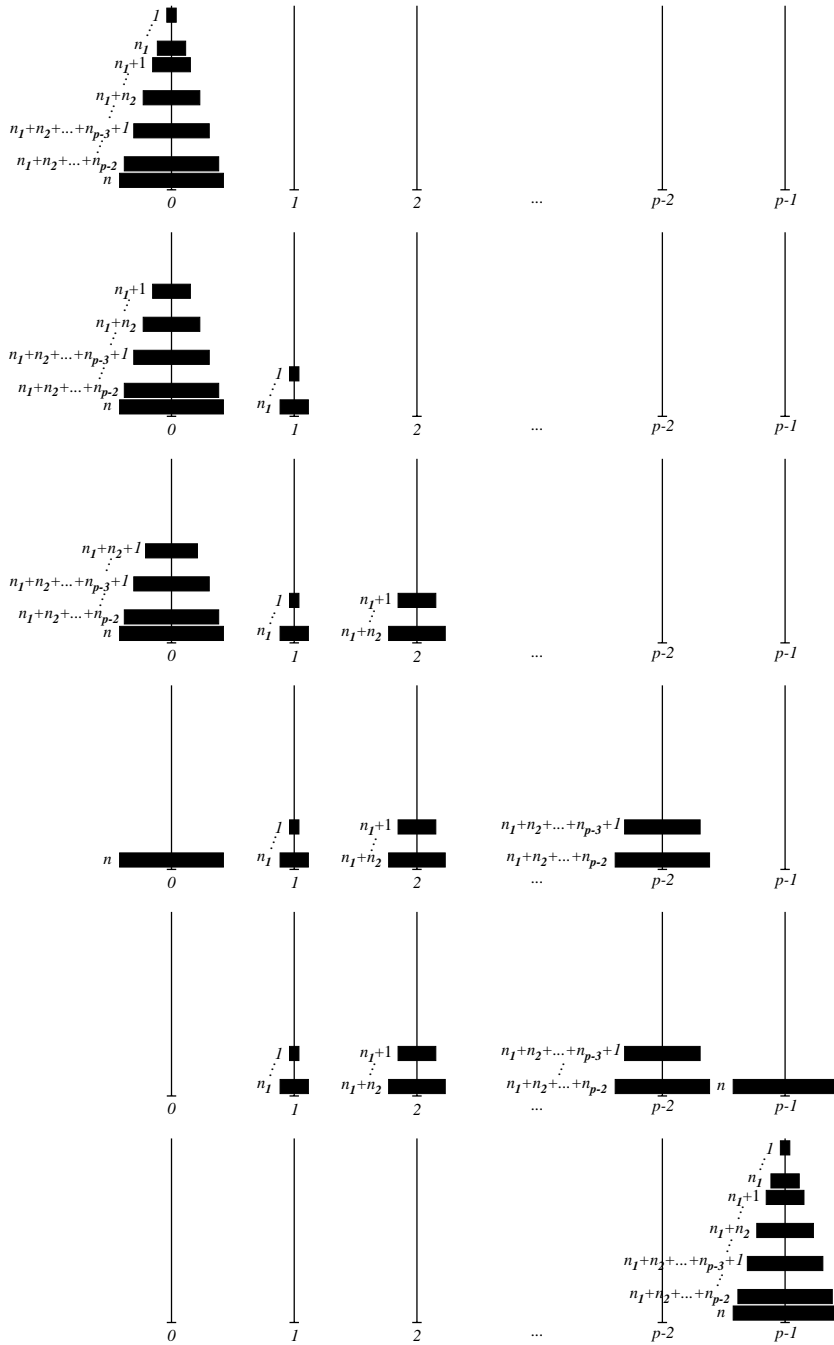 1
n₁
n₁+1
n₁+n₂
n₁+n₂+...+nₚ₋₃+1
n₁+n₂+...+nₚ₋₂
n
0 1 2 ... p-2 p-1
n₁+1
n₁+n₂
n₁+n₂+...+nₚ₋₃+1
1
n₁+n₂+...+nₚ₋₂
n n₁
0 1 2 ... p-2 p-1
n₁+n₂+1
n₁+n₂+...+nₚ₋₃+1
1 n₁+1
n₁+n₂+...+nₚ₋₂
n n₁ n₁+n₂
0 1 2 ... p-2 p-1
1 n₁+1 n₁+n₂+...+nₚ₋₃+1
n n₁ n₁+n₂ n₁+n₂+...+nₚ₋₂
0 1 2 ... p-2 p-1
1 n₁+1 n₁+n₂+...+nₚ₋₃+1
n₁ n₁+n₂ n₁+n₂+...+nₚ₋₂ n
0 1 2 ... p-2 p-1
1
n₁
n₁+1
n₁+n₂
n₁+n₂+...+nₚ₋₃+1
n₁+n₂+...+nₚ₋₂
n
0 1 2 ... p-2 p-1